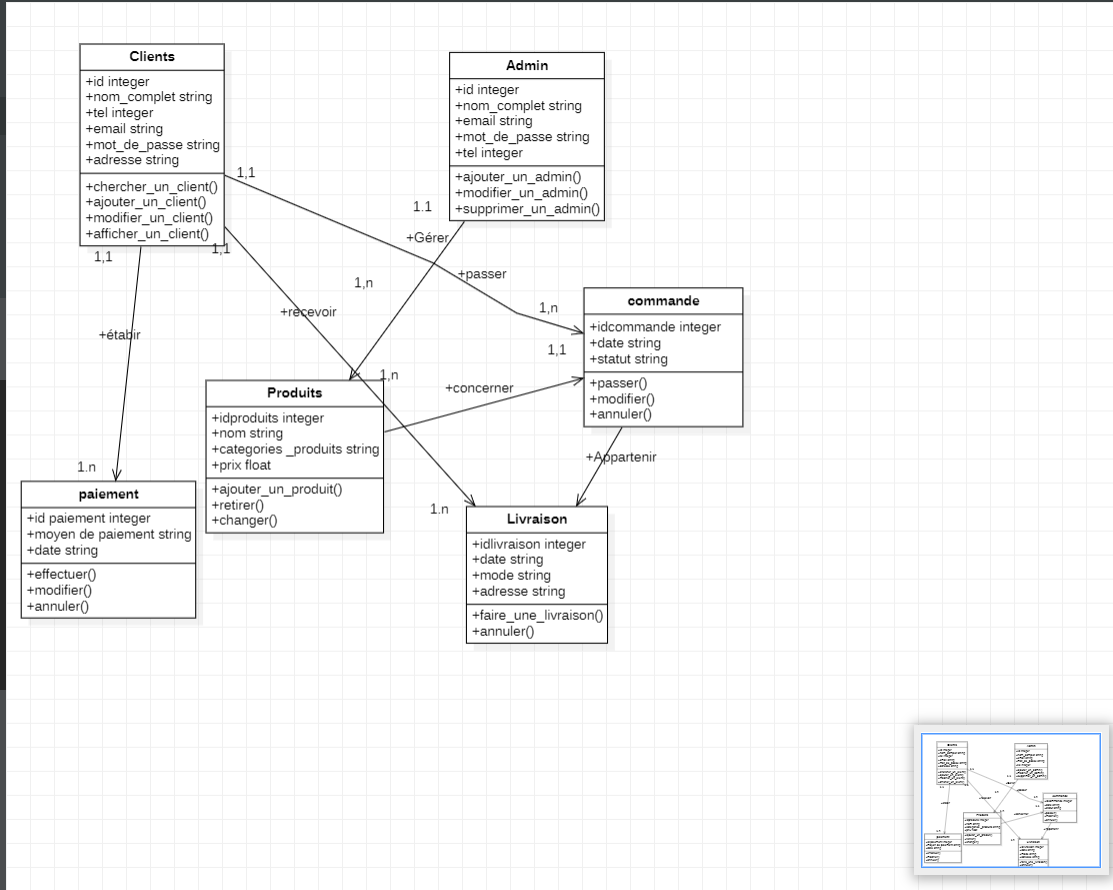 Clients
+id integer
+nom_complet string
+tel integer
+email string
+mot_de_passe string
+adresse string
+chercher_un_client()
+ajouter_un_client()
+modifier_un_client()
+afficher_un_client()
Admin
+id integer
+nom_complet string
+email string
+mot_de_passe string
+tel integer
+ajouter_un_admin()
+modifier_un_admin()
+supprimer_un_admin()
1,1
1.1
+Gérer
1,1
1,1
+passer
1,n
+recevoir
1,n
+établir
1,1
commande
+idcommande integer
+date string
+statut string
+passer()
+modifier()
+annuler()
1,n
+concerner
Produits
+idproduits integer
+nom string
+categories _produits string
+prix float
+ajouter_un_produit()
+retirer()
+changer()
+Appartenir
1.n
paiement
+id paiement integer
+moyen de paiement string
+date string
+effectuer()
+modifier()
+annuler()
1.n
Livraison
+idlivraison integer
+date string
+mode string
+adresse string
+faire_une_livraison()
+annuler()